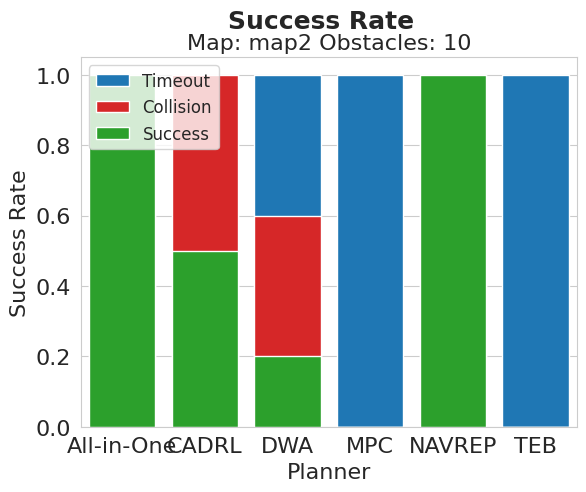 Success Rate
Map: map2 Obstacles: 10
Timeout
Collision
Success
1.0
0.8
0.6
0.4
0.2
0.0
Success Rate
All-in-One CADRL DWA MPC NAVREP TEB
Planner